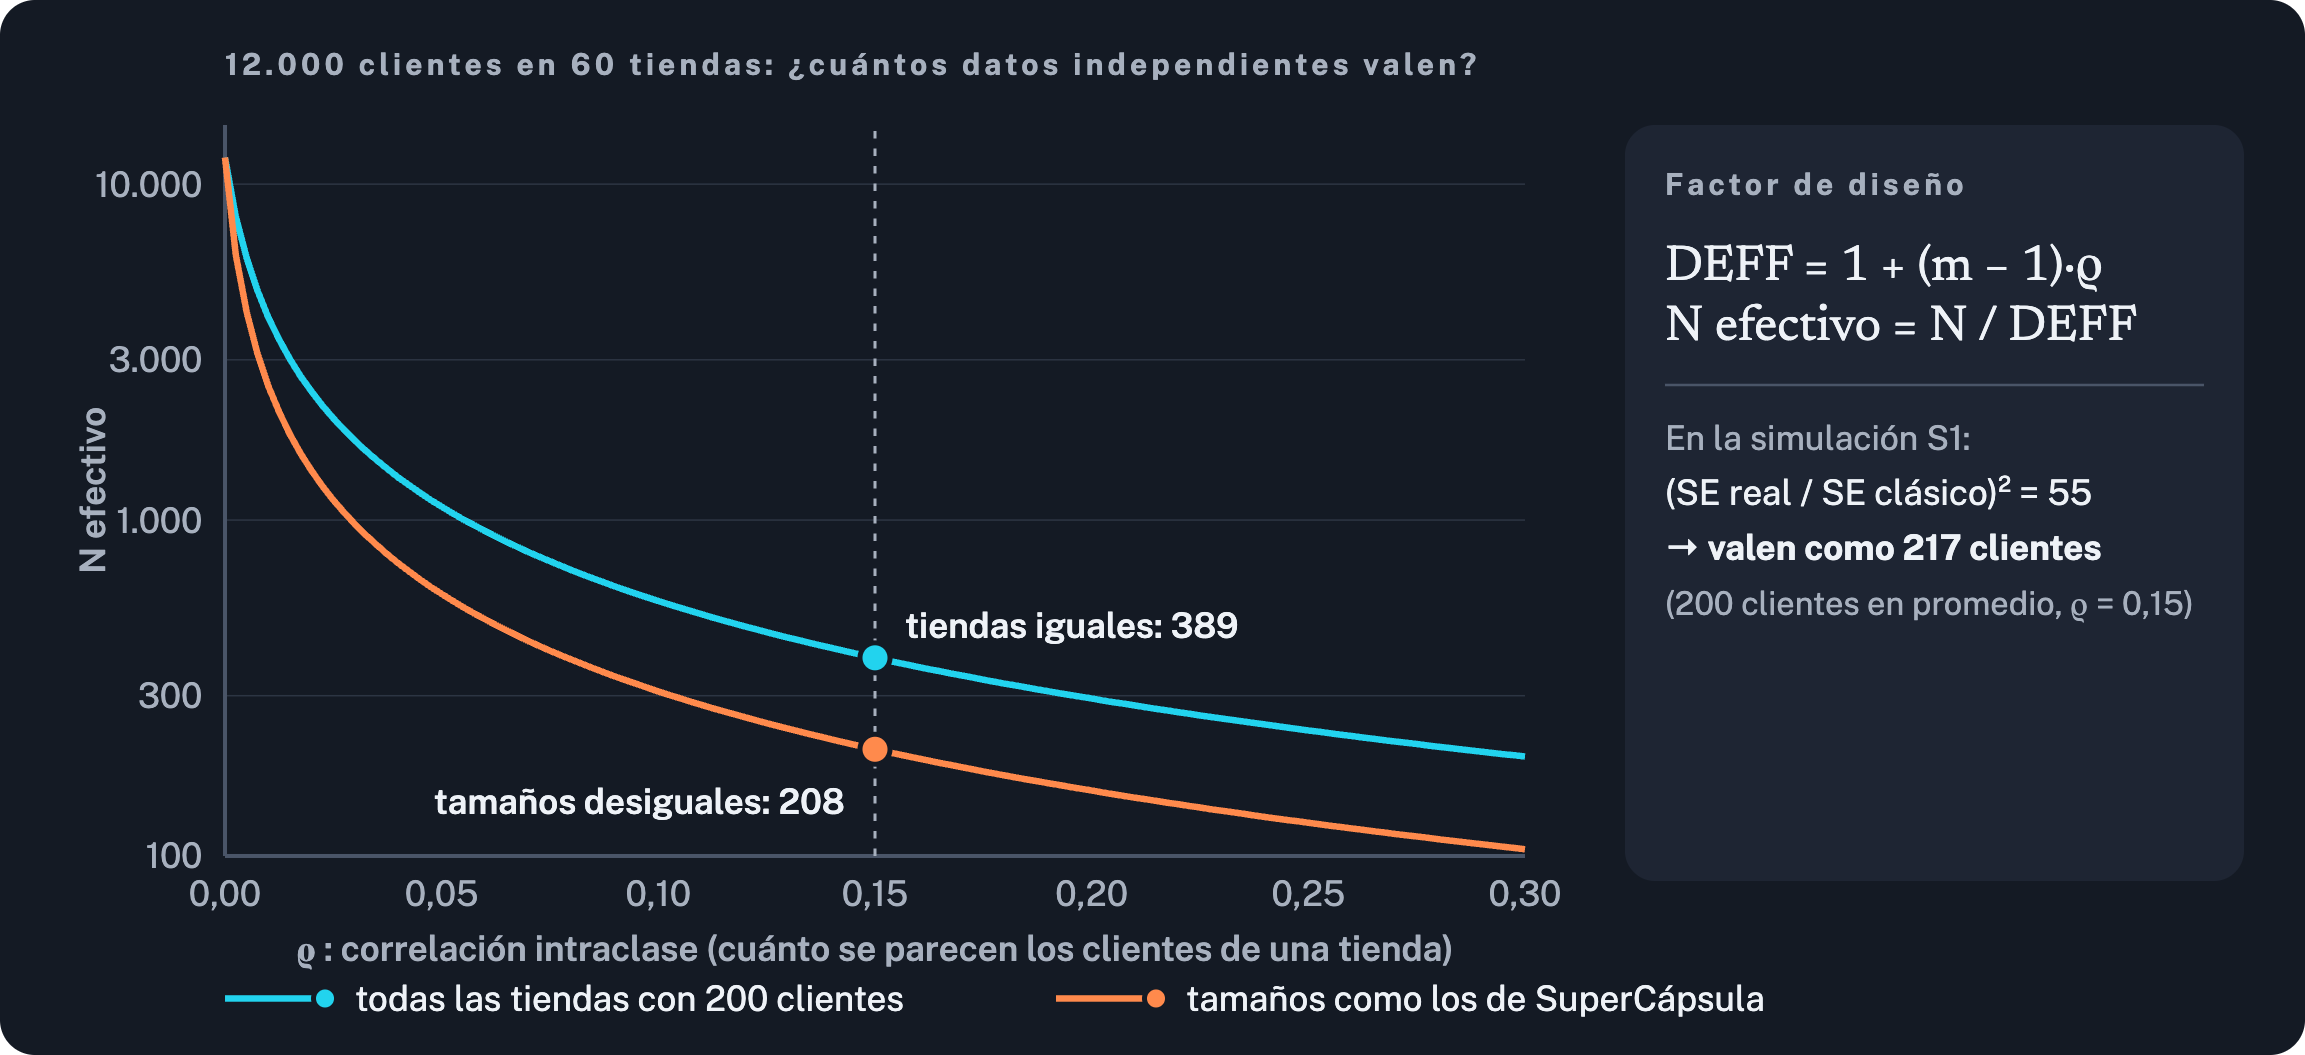 12.000 clientes en 60 tiendas: ¿cuántos datos independientes valen?
N efectivo
10.000
3.000
1.000
300
100
tiendas iguales: 389
tamaños desiguales: 208
0,00
0,05
0,10
0,15
0,20
0,25
0,30
ϱ : correlación intraclase (cuánto se parecen los clientes de una tienda)
todas las tiendas con 200 clientes
tamaños como los de SuperCápsula
Factor de diseño
DEFF = 1 + (m − 1)·ϱ
N efectivo = N / DEFF
En la simulación S1:
(SE real / SE clásico)² = 55
→ valen como 217 clientes
(200 clientes en promedio, ϱ = 0,15)